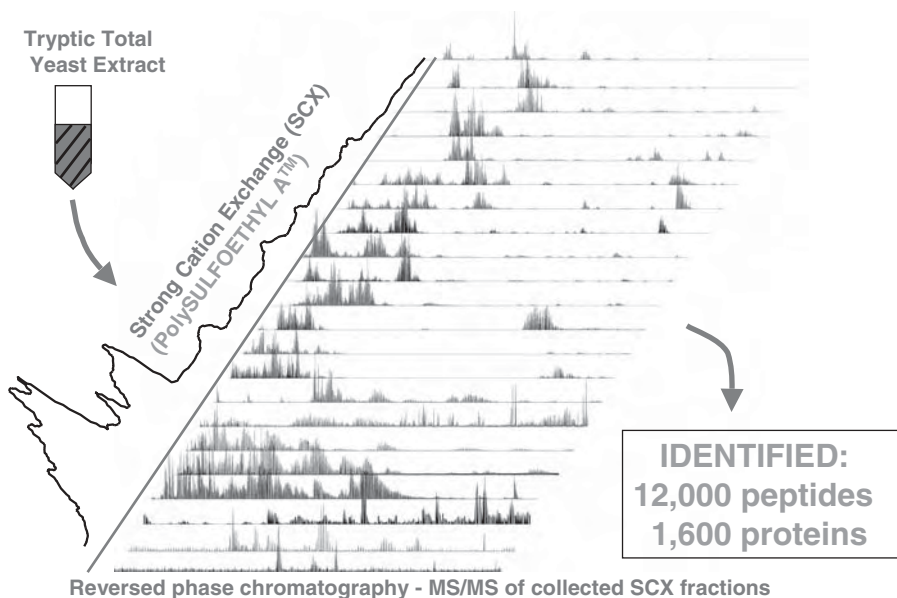 Tryptic Total
Yeast Extract
Strong Cation Exchange (SCX)
(PolySULFOETHYL A™)
IDENTIFIED:
12,000 peptides
1,600 proteins
Reversed phase chromatography - MS/MS of collected SCX fractions